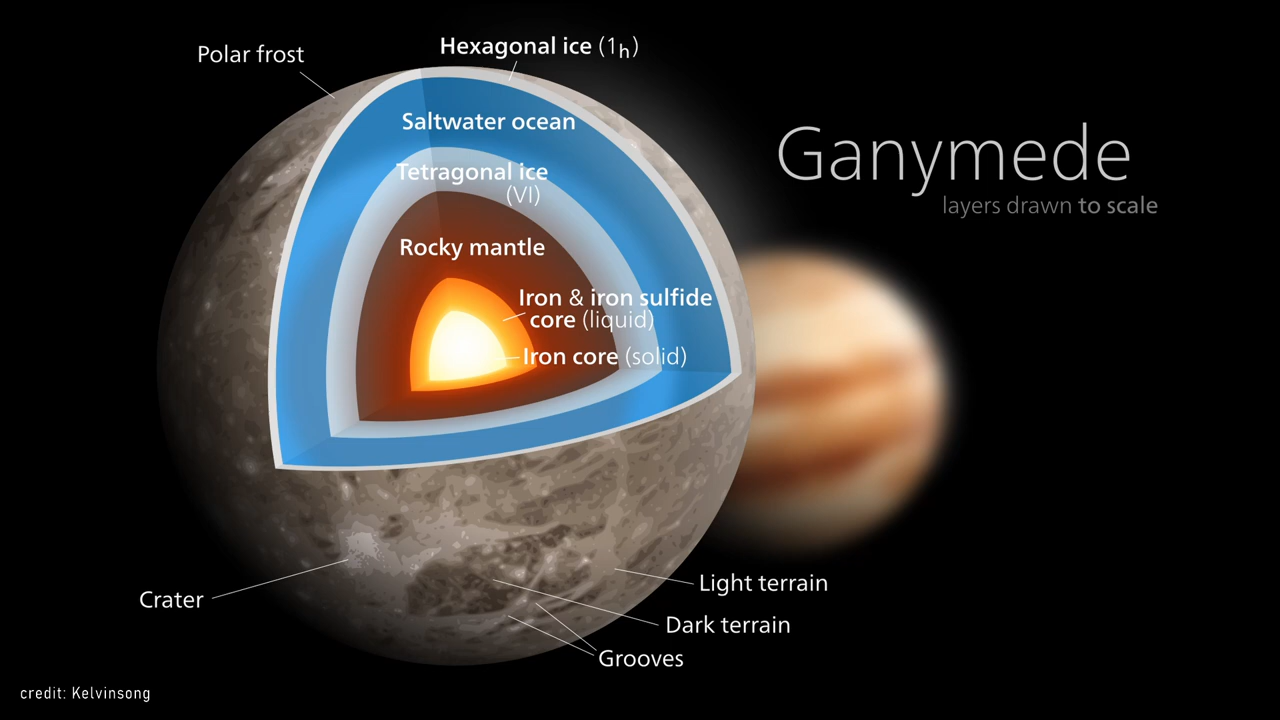 Polar frost
Hexagonal ice (1h)
Saltwater ocean
Tetragonal ice
(VI)
Rocky mantle
Iron & iron sulfide
core (liquid)
Iron core (solid)
Ganymede
layers drawn to scale
Crater
Light terrain
Dark terrain
Grooves
credit: Kelvinsong